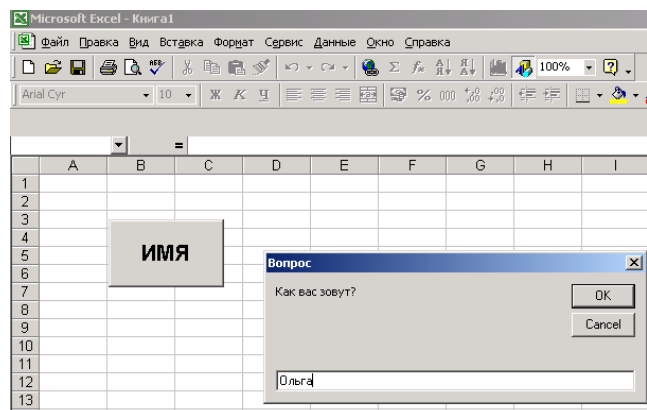 Microsoft Excel - Книга1
Файл Правка Вид Вставка Формат Сервис Данные Окно Справка
100%
Arial Cyr 10 Ж К Ч % 000
=
A B C D E F G H I
1
2
3
4
5
6
7
8
9
10
11
12
13
ИМЯ
Вопрос
Как вас зовут?
OK
Cancel
Ольга